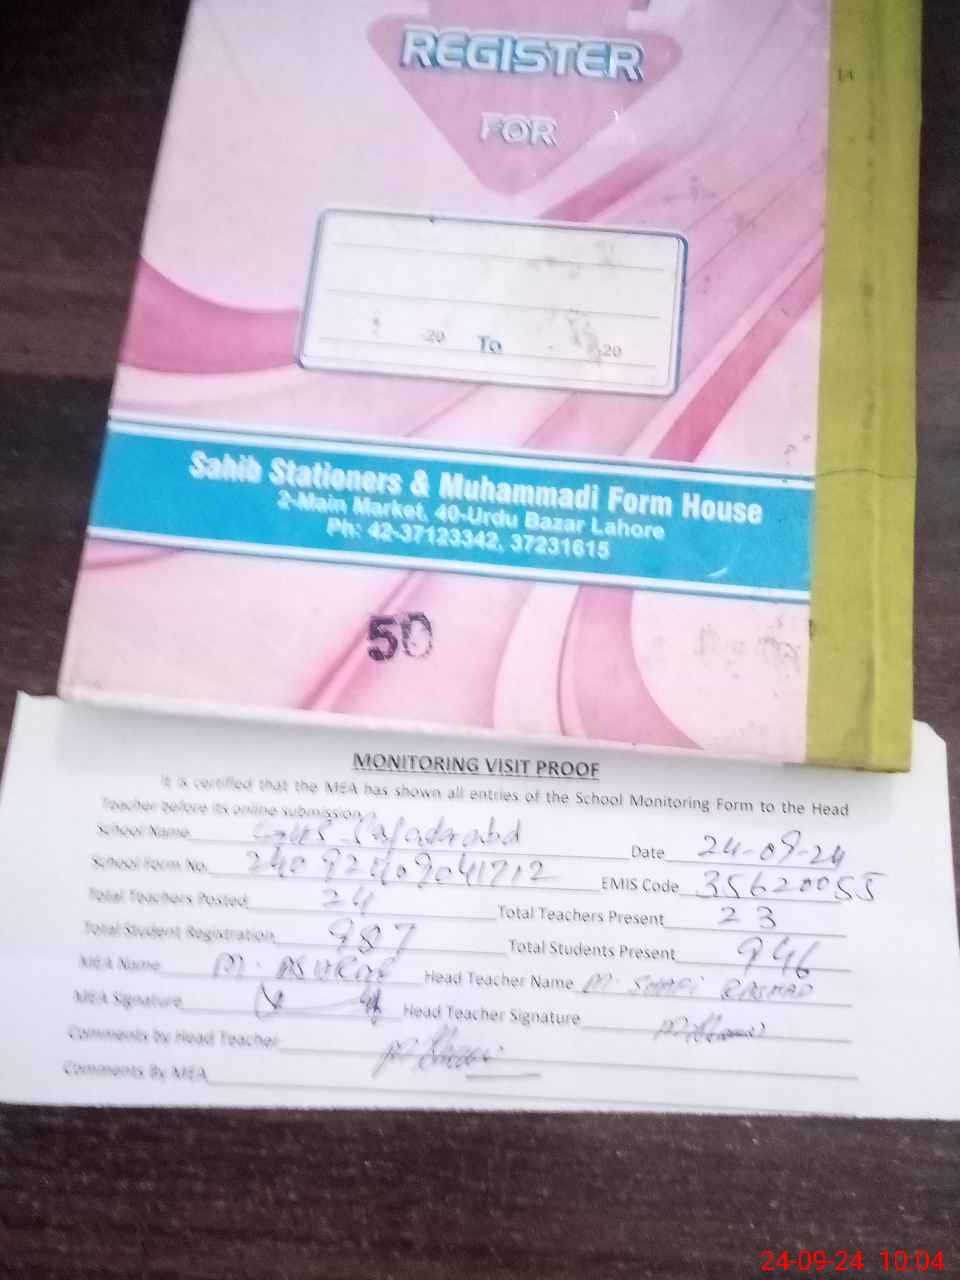 REGISTER
FOR
20 To 20
Sahib Stationers & Muhammadi Form House
2-Main Market, 40-Urdu Bazar Lahore
Ph: 42-37123342, 37231615
50
MONITORING VISIT PROOF
It is certified that the MEA has shown all entries of the School Monitoring Form to the Head
Teacher before its online submission.
School Name Date 24-09-24
School Form No. EMIS Code 35620055
Total Teachers Posted 24 Total Teachers Present 23
Total Student Registration 987 Total Students Present 946
MEA Name M. ASHRAF Head Teacher Name M. SHAFI
MEA Signature Head Teacher Signature
Comments by Head Teacher
Comments By MEA
24-09-24 10:04